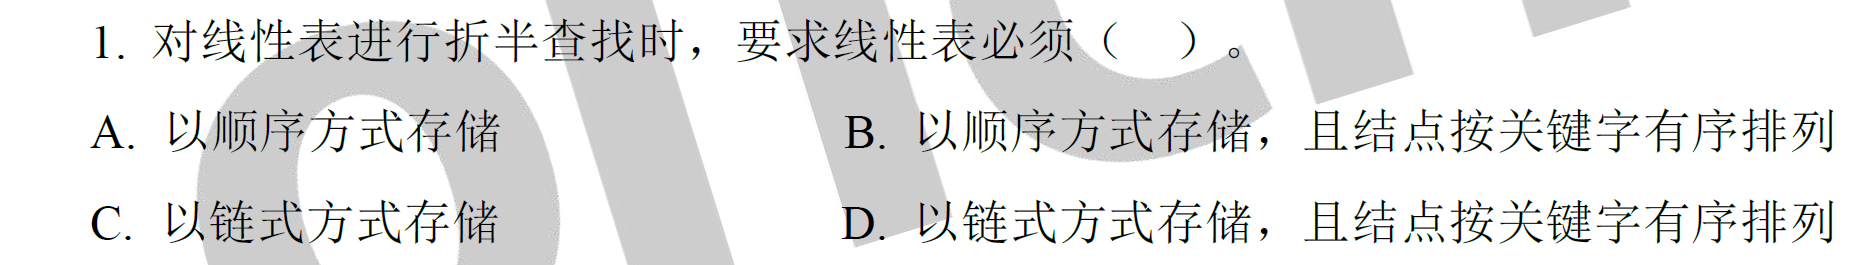 1. 对线性表进行折半查找时，要求线性表必须（  ）。
A. 以顺序方式存储 B. 以顺序方式存储，且结点按关键字有序排列
C. 以链式方式存储 D. 以链式方式存储，且结点按关键字有序排列